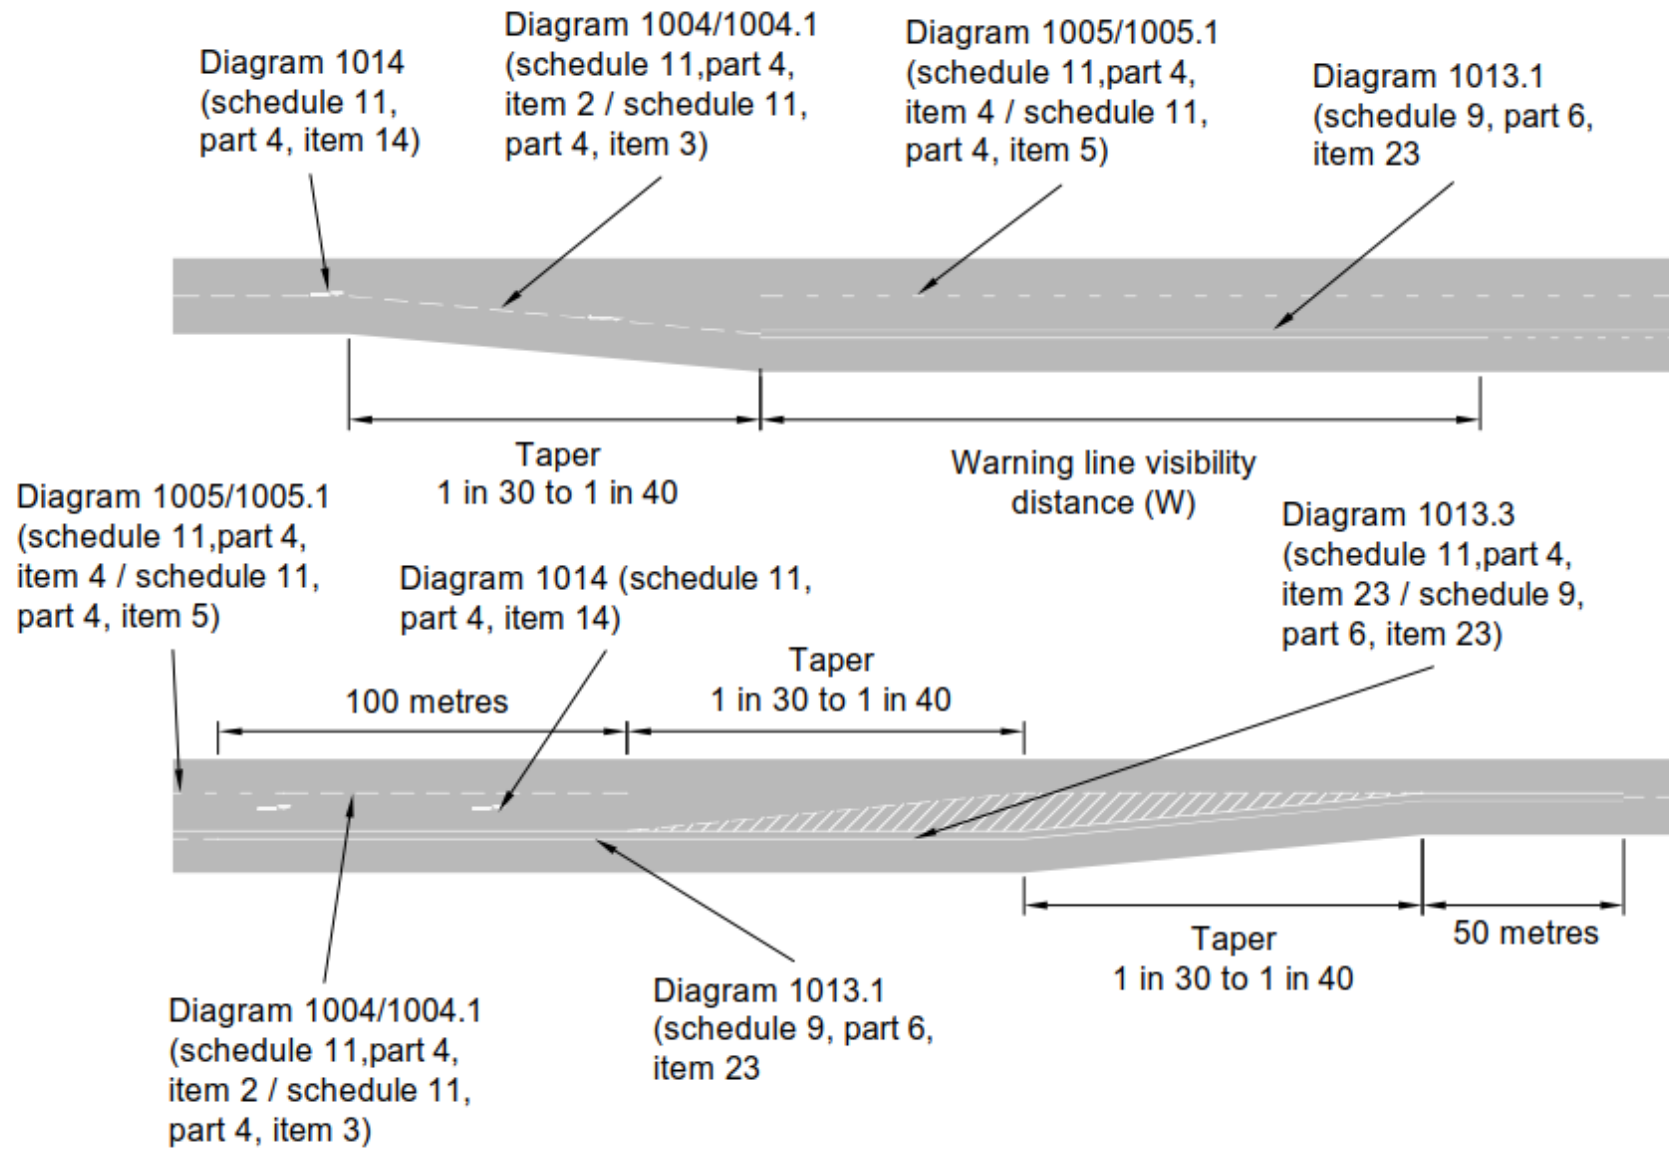 Diagram 1014
(schedule 11,
part 4, item 14)
Diagram 1004/1004.1
(schedule 11,part 4,
item 2 / schedule 11,
part 4, item 3)
Diagram 1005/1005.1
(schedule 11,part 4,
item 4 / schedule 11,
part 4, item 5)
Diagram 1013.1
(schedule 9, part 6,
item 23
Taper
1 in 30 to 1 in 40
Warning line visibility
distance (W)
Diagram 1005/1005.1
(schedule 11,part 4,
item 4 / schedule 11,
part 4, item 5)
Diagram 1014 (schedule 11,
part 4, item 14)
Diagram 1013.3
(schedule 11,part 4,
item 23 / schedule 9,
part 6, item 23)
100 metres
Taper
1 in 30 to 1 in 40
Taper
1 in 30 to 1 in 40
50 metres
Diagram 1004/1004.1
(schedule 11,part 4,
item 2 / schedule 11,
part 4, item 3)
Diagram 1013.1
(schedule 9, part 6,
item 23